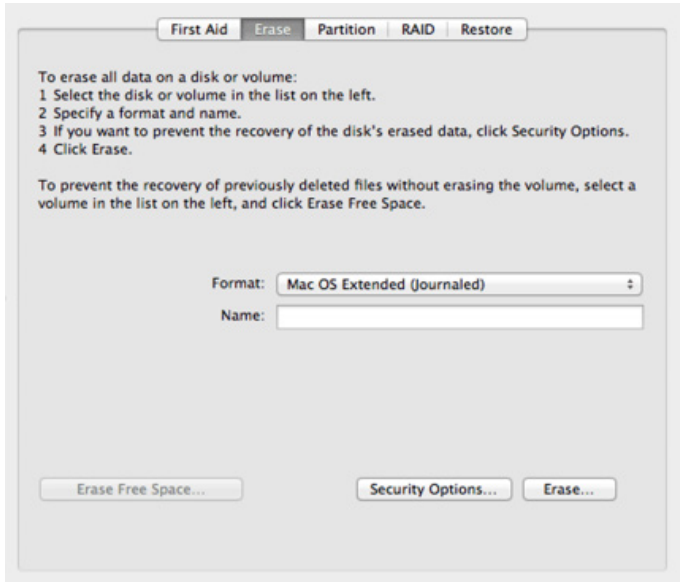 First Aid Erase Partition RAID Restore
To erase all data on a disk or volume:
1 Select the disk or volume in the list on the left.
2 Specify a format and name.
3 If you want to prevent the recovery of the disk's erased data, click Security Options.
4 Click Erase.
To prevent the recovery of previously deleted files without erasing the volume, select a
volume in the list on the left, and click Erase Free Space.
Format: Mac OS Extended (Journaled)
Name:
Erase Free Space... Security Options... Erase...